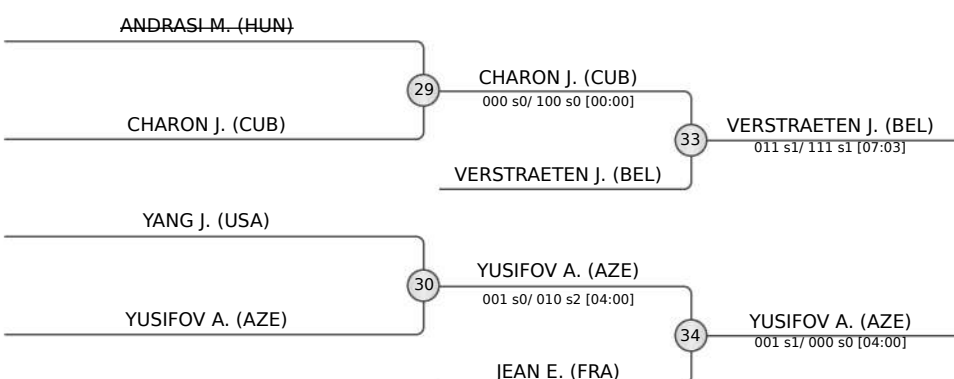 ANDRASI M. (HUN)
29
CHARON J. (CUB)
000 s0/ 100 s0 [00:00]
CHARON J. (CUB)
33
VERSTRAETEN J. (BEL)
011 s1/ 111 s1 [07:03]
VERSTRAETEN J. (BEL)
YANG J. (USA)
30
YUSIFOV A. (AZE)
001 s0/ 010 s2 [04:00]
YUSIFOV A. (AZE)
34
YUSIFOV A. (AZE)
001 s1/ 000 s0 [04:00]
JEAN E. (FRA)